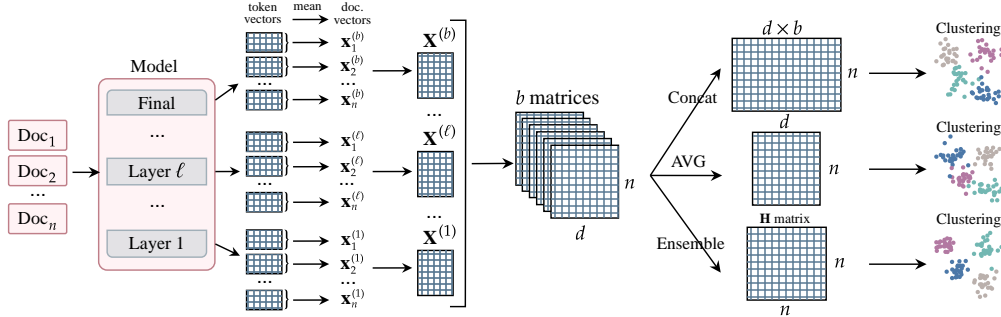 Doc₁
Doc₂
...
Docₙ
Model
Final
...
Layer ℓ
...
Layer 1
token vectors
mean
doc. vectors
𝐱₁⁽ᵇ⁾
𝐱₂⁽ᵇ⁾
...
...
𝐱ₙ⁽ᵇ⁾
𝐱₁⁽ℓ⁾
𝐱₂⁽ℓ⁾
...
...
𝐱ₙ⁽ℓ⁾
𝐱₁⁽¹⁾
𝐱₂⁽¹⁾
...
...
𝐱ₙ⁽¹⁾
𝐗⁽ᵇ⁾
...
𝐗⁽ℓ⁾
...
𝐗⁽¹⁾
b matrices
n
d
Concat
d × b
n
Clustering
AVG
d
n
Clustering
Ensemble
𝐇 matrix
n
n
Clustering